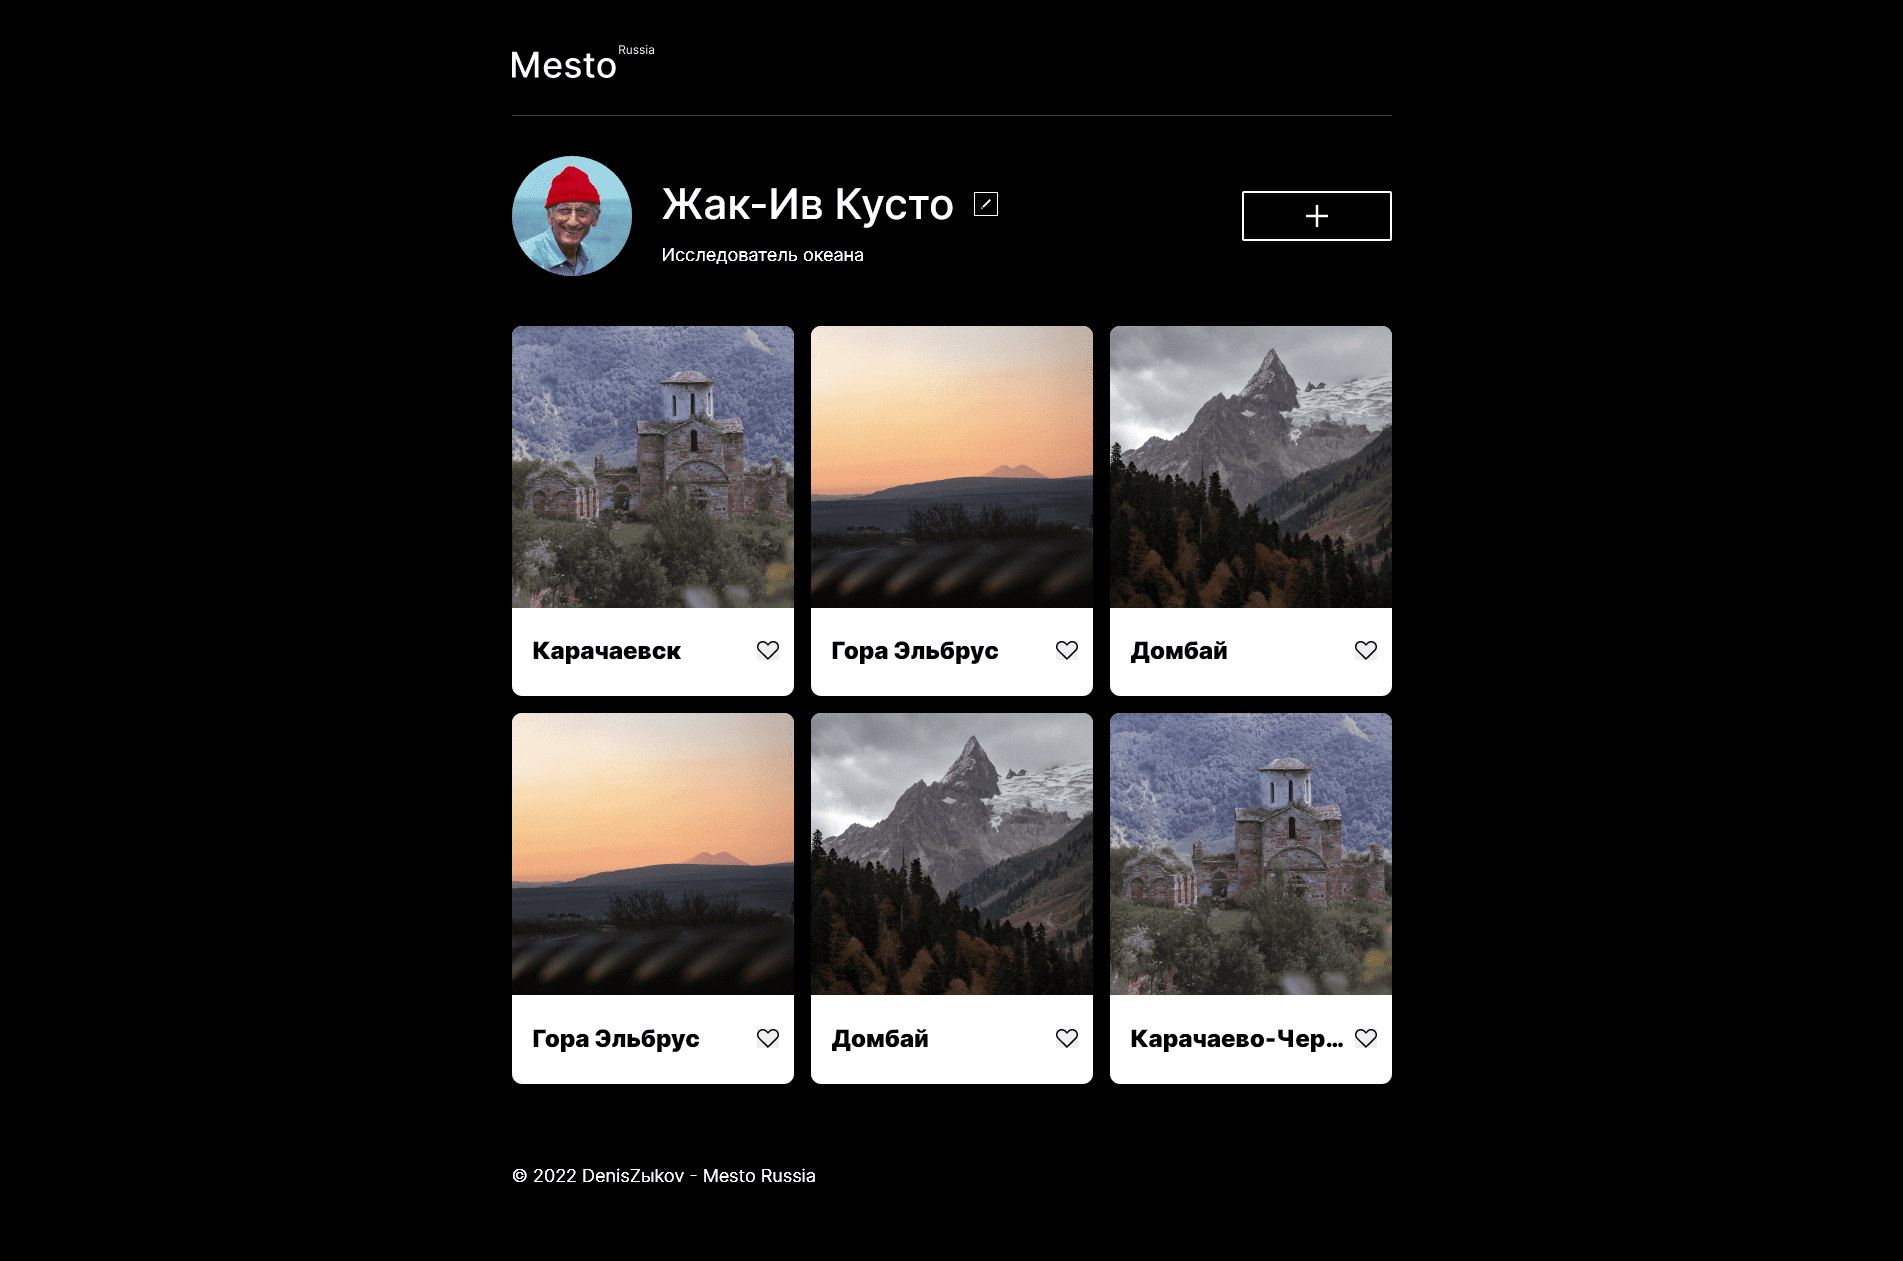 Mesto Russia
Жак-Ив Кусто
Исследователь океана
Карачаевск
Гора Эльбрус
Домбай
Гора Эльбрус
Домбай
Карачаево-Чер...
© 2022 DenisZыkov - Mesto Russia